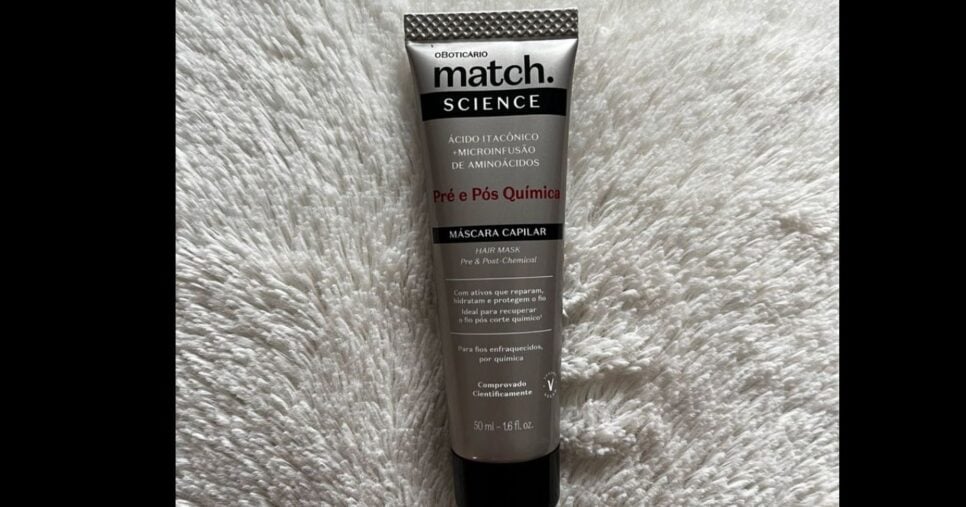 oBOTICÁRIO
match.
SCIENCE
ÁCIDO ITACÔNICO
+MICROINFUSÃO
DE AMINOÁCIDOS
Pré e Pós Química
MÁSCARA CAPILAR
HAIR MASK
Pre & Post-Chemical
Com ativos que reparam,
hidratam e protegem o fio
Ideal para recuperar
o fio pós corte químico¹
Para fios enfraquecidos,
por química
Comprovado
Cientificamente
50 ml - 1.6 fl. oz.